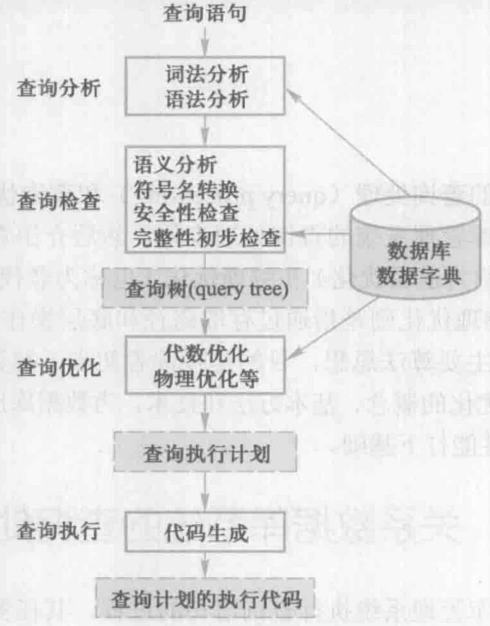 查询语句
查询分析
词法分析
语法分析
查询检查
语义分析
符号名转换
安全性检查
完整性初步检查
数据库
数据字典
查询树(query tree)
查询优化
代数优化
物理优化等
查询执行计划
查询执行
代码生成
查询计划的执行代码